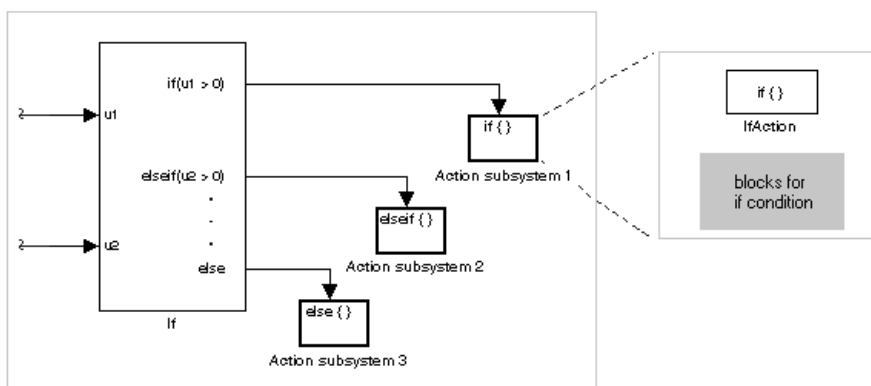 if(u1 > 0)
u1
elseif(u2 > 0)
u2
else
If
if { }
Action subsystem 1
elseif { }
Action subsystem 2
else { }
Action subsystem 3
if { }
IfAction
blocks for
if condition